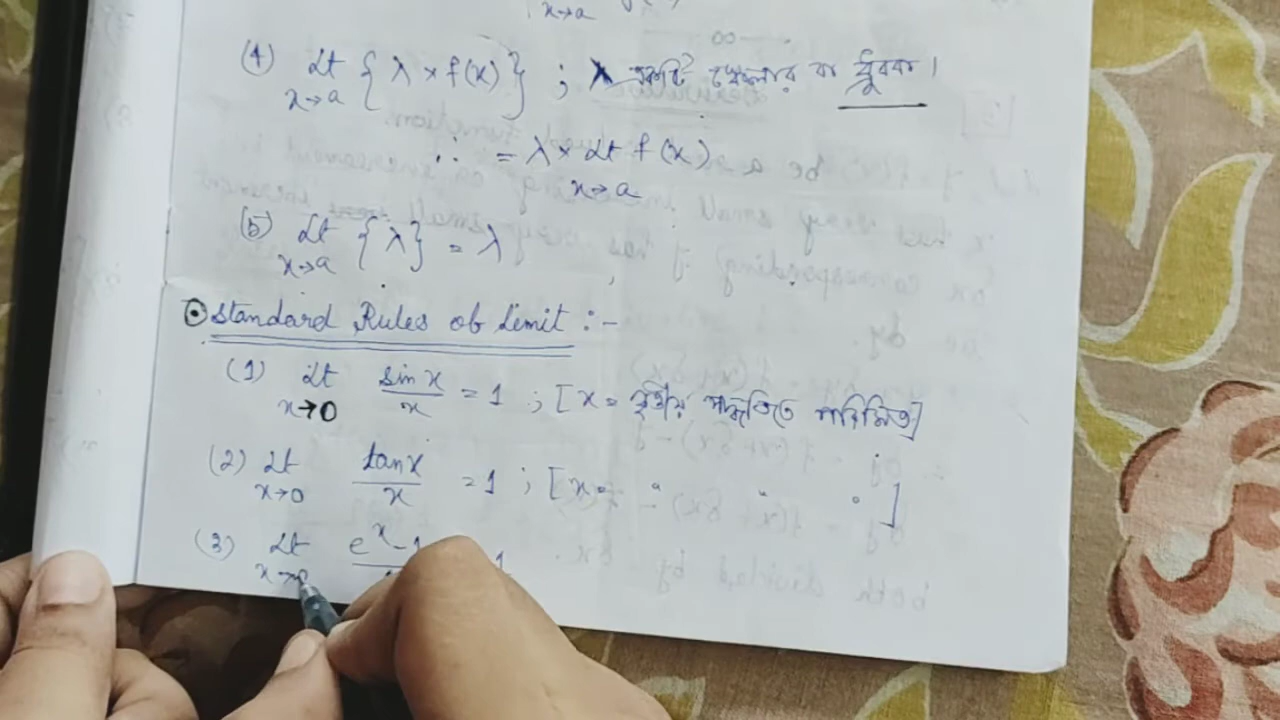 x→a
∞
(4) Lt x→a { λ × f(x) } ; λ একটি স্কেলার বা ধ্রুবক।
∴ = λ × Lt x→a f(x)
(5) Lt x→a { λ } = λ
Standard Rules of Limit :-
(1) Lt x→0 sin x / x = 1 ; [ x = বৃত্তীয় পদ্ধতিতে পরিমিত ]
(2) Lt x→0 tan x / x = 1 ; [ x = " " " ]
(3) Lt x→0 e^x - 1